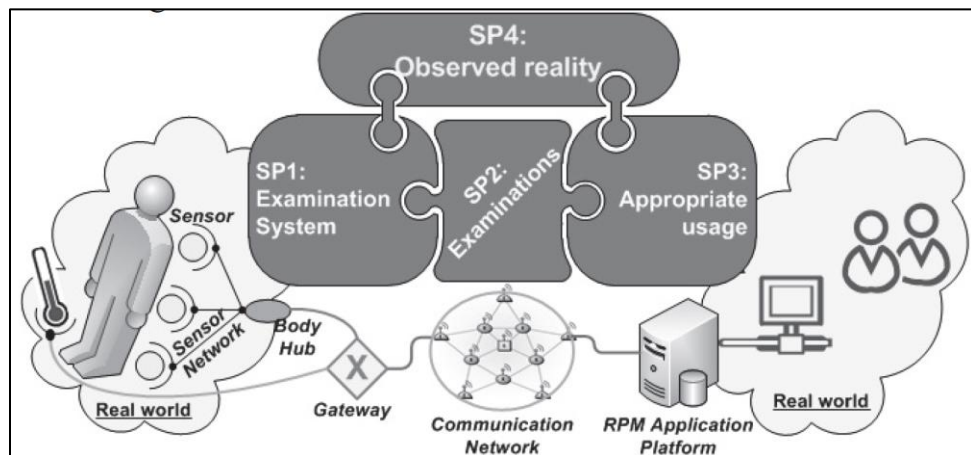 SP4:
Observed reality
SP1:
Examination
System
SP2:
Examinations
SP3:
Appropriate
usage
Sensor
Sensor
Network
Body
Hub
Real world
X
Gateway
Communication
Network
RPM Application
Platform
Real world